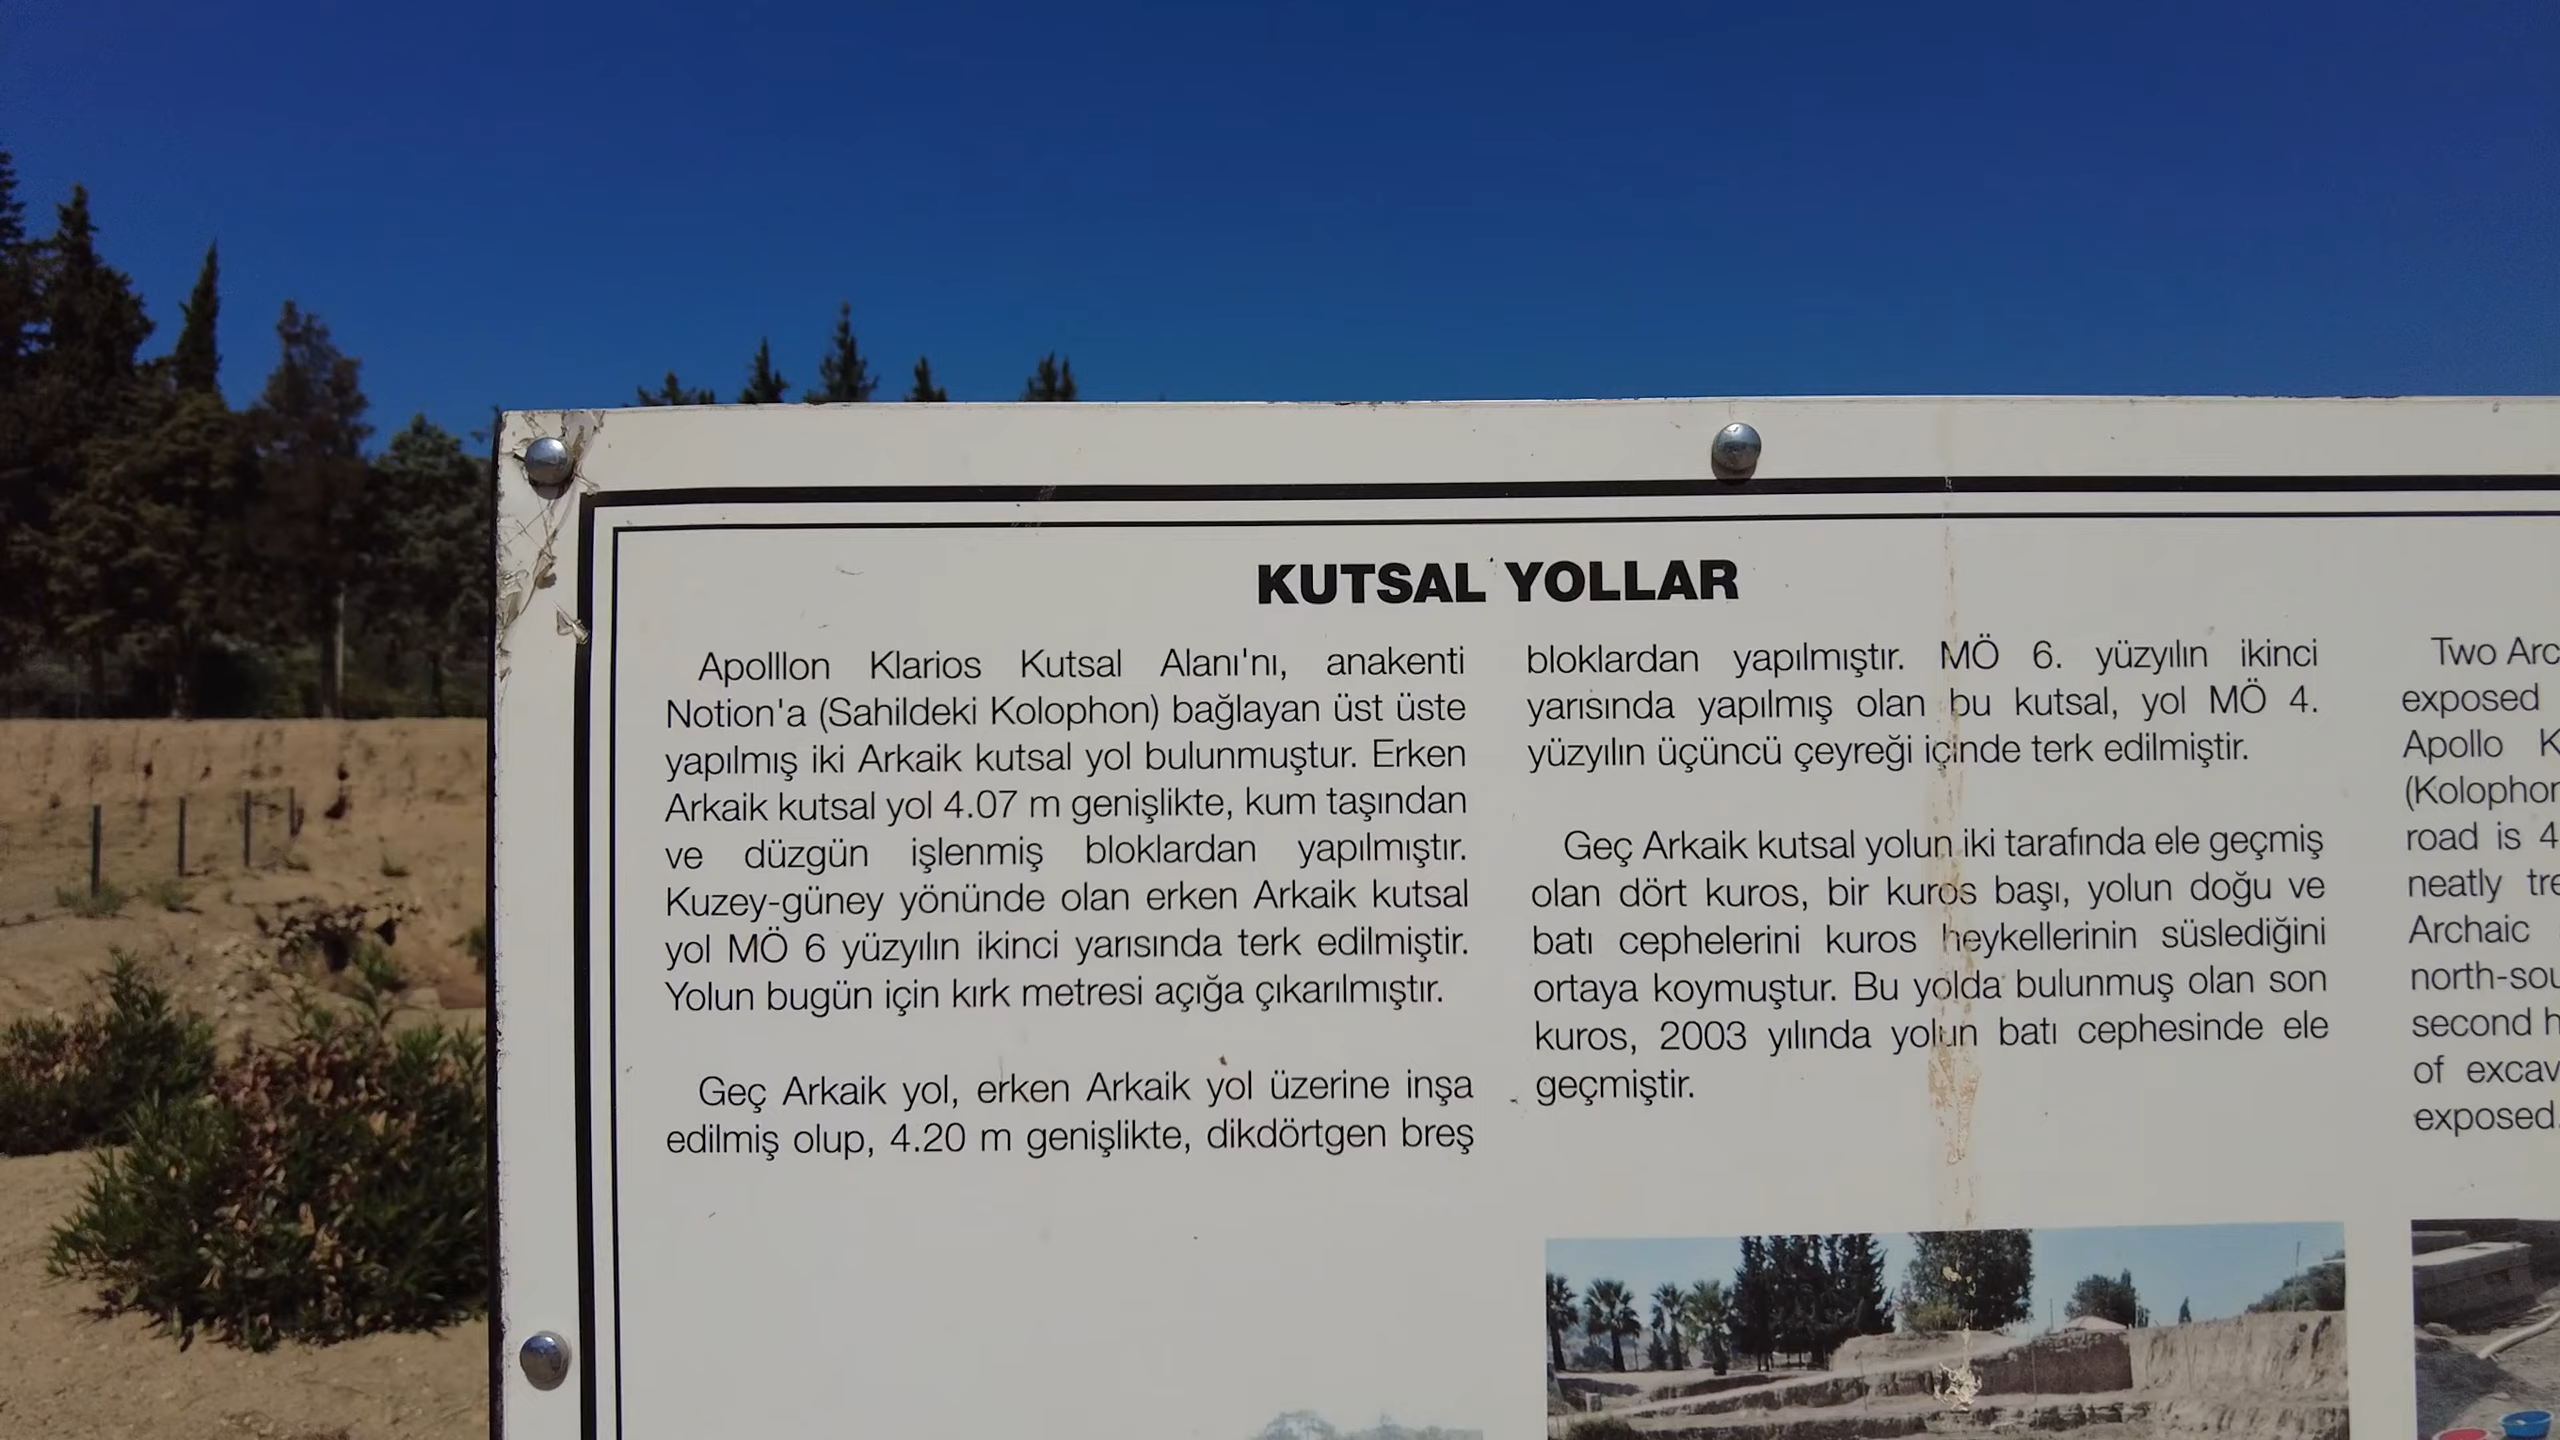 KUTSAL YOLLAR
Apolllon Klarios Kutsal Alanı'nı, anakenti
Notion'a (Sahildeki Kolophon) bağlayan üst üste
yapılmış iki Arkaik kutsal yol bulunmuştur. Erken
Arkaik kutsal yol 4.07 m genişlikte, kum taşından
ve düzgün işlenmiş bloklardan yapılmıştır.
Kuzey-güney yönünde olan erken Arkaik kutsal
yol MÖ 6 yüzyılın ikinci yarısında terk edilmiştir.
Yolun bugün için kırk metresi açığa çıkarılmıştır.
Geç Arkaik yol, erken Arkaik yol üzerine inşa
edilmiş olup, 4.20 m genişlikte, dikdörtgen breş
bloklardan yapılmıştır. MÖ 6. yüzyılın ikinci
yarısında yapılmış olan bu kutsal, yol MÖ 4.
yüzyılın üçüncü çeyreği içinde terk edilmiştir.
Geç Arkaik kutsal yolun iki tarafında ele geçmiş
olan dört kuros, bir kuros başı, yolun doğu ve
batı cephelerini kuros heykellerinin süslediğini
ortaya koymuştur. Bu yolda bulunmuş olan son
kuros, 2003 yılında yolun batı cephesinde ele
geçmiştir.
Two Arc
exposed
Apollo K
(Kolophon
road is 4
neatly tre
Archaic
north-sou
second h
of excav
exposed.